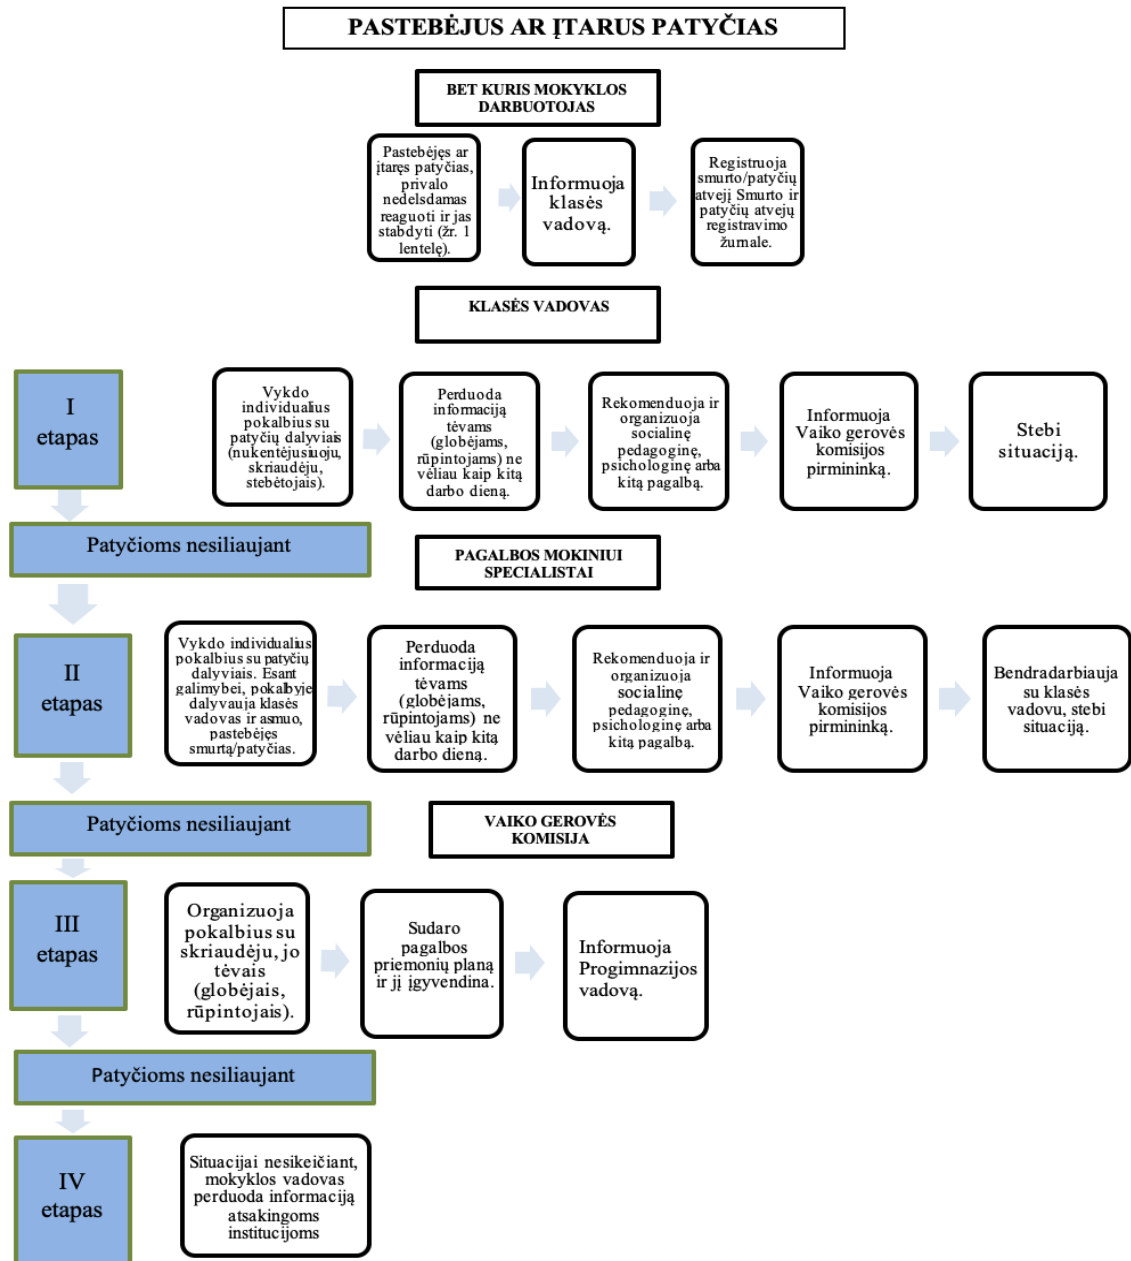 PASTEBĖJUS AR ĮTARUS PATYČIAS
BET KURIS MOKYKLOS
DARBUOTOJAS
Pastebėjęs ar
įtaręs patyčias,
privalo
nedelsdamas
reaguoti ir jas
stabdyti (žr. 1
lentelę).
Informuoja
klasės
vadovą.
Registruoja
smurto/patyčių
atvejį Smurto ir
patyčių atvejų
registravimo
žurnale.
KLASĖS VADOVAS
I
etapas
Vykdo
individualius
pokalbius su
patyčių dalyviais
(nukentėjusiuoju,
skriaudėju,
stebėtojais).
Perduoda
informaciją
tėvams
(globėjams,
rūpintojams) ne
vėliau kaip kitą
darbo dieną.
Rekomenduoja ir
organizuoja
socialinę
pedagoginę,
psichologinę arba
kitą pagalbą.
Informuoja
Vaiko gerovės
komisijos
pirmininką.
Stebi
situaciją.
Patyčioms nesiliaujant
PAGALBOS MOKINIUI
SPECIALISTAI
II
etapas
Vykdo individualius
pokalbius su patyčių
dalyviais. Esant
galimybei, pokalbyje
dalyvauja klasės
vadovas ir asmuo,
pastebėjęs
smurtą/patyčias.
Perduoda
informaciją
tėvams
(globėjams,
rūpintojams) ne
vėliau kaip kitą
darbo dieną.
Rekomenduoja ir
organizuoja
socialinę
pedagoginę,
psichologinę arba
kitą pagalbą.
Informuoja
Vaiko gerovės
komisijos
pirmininką.
Bendradarbiauja
su klasės
vadovu, stebi
situaciją.
Patyčioms nesiliaujant
VAIKO GEROVĖS
KOMISIJA
III
etapas
Organizuoja
pokalbius su
skriaudėju, jo
tėvais
(globėjais,
rūpintojais).
Sudaro
pagalbos
priemonių planą
ir jį įgyvendina.
Informuoja
Progimnazijos
vadovą.
Patyčioms nesiliaujant
IV
etapas
Situacijai nesikeičiant,
mokyklos vadovas
perduoda informaciją
atsakingoms
institucijoms